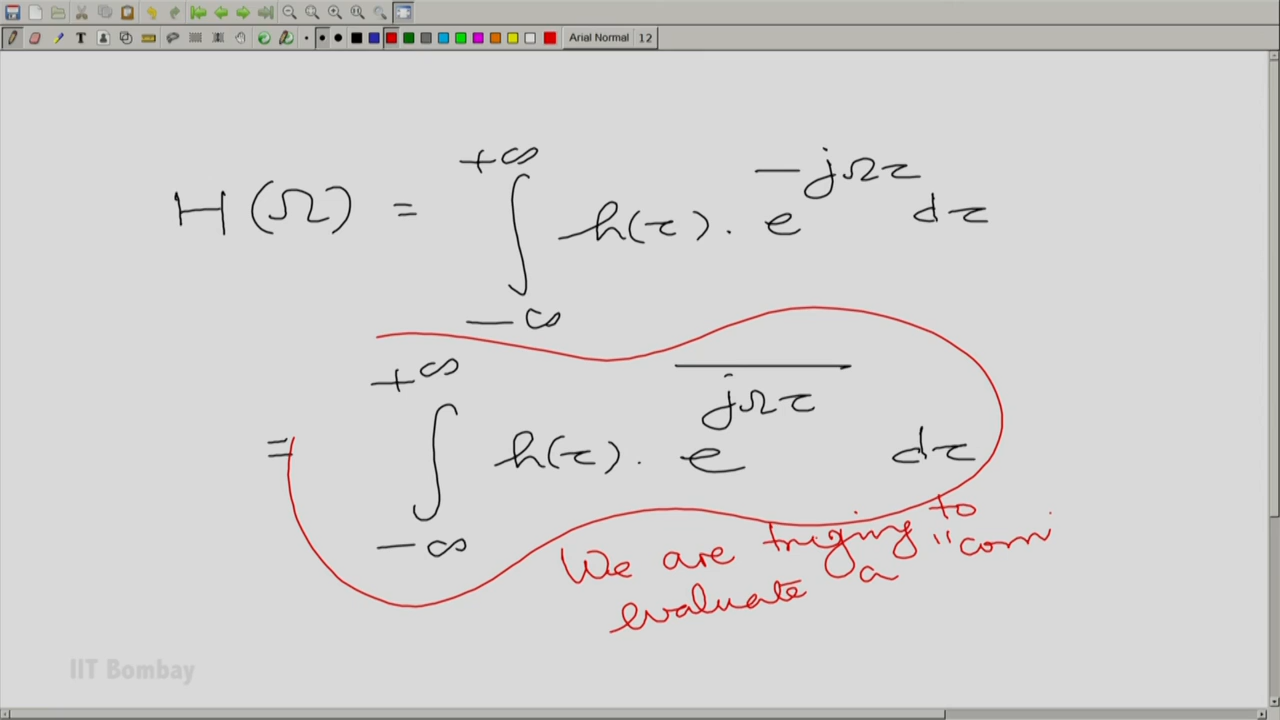 T Arial Normal 12
+∞ −jΩτ
H(Ω) = ∫ h(τ). e dτ
−∞
+∞ jΩτ
= ∫ h(τ). e dτ
−∞
We are trying to
evaluate a "com
IIT Bombay